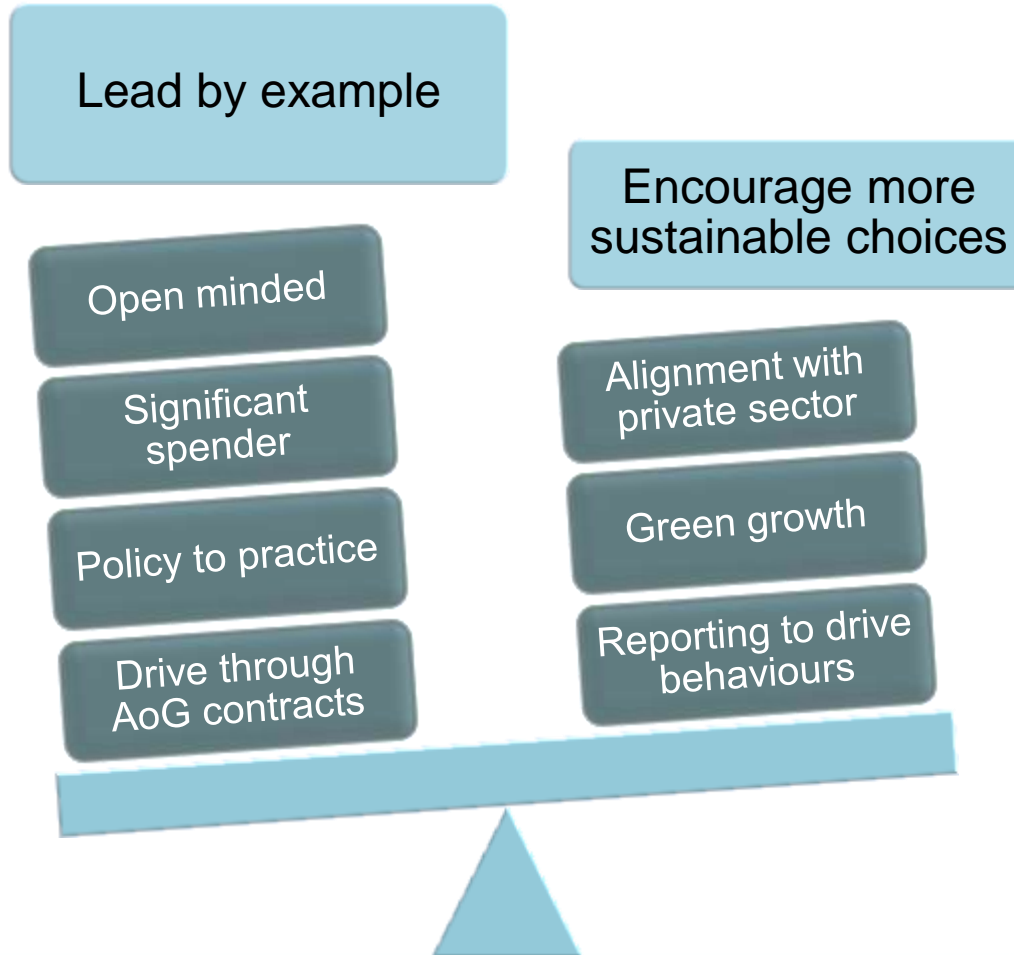 Lead by example
Open minded
Significant
spender
Policy to practice
Drive through
AoG contracts
Encourage more
sustainable choices
Alignment with
private sector
Green growth
Reporting to drive
behaviours